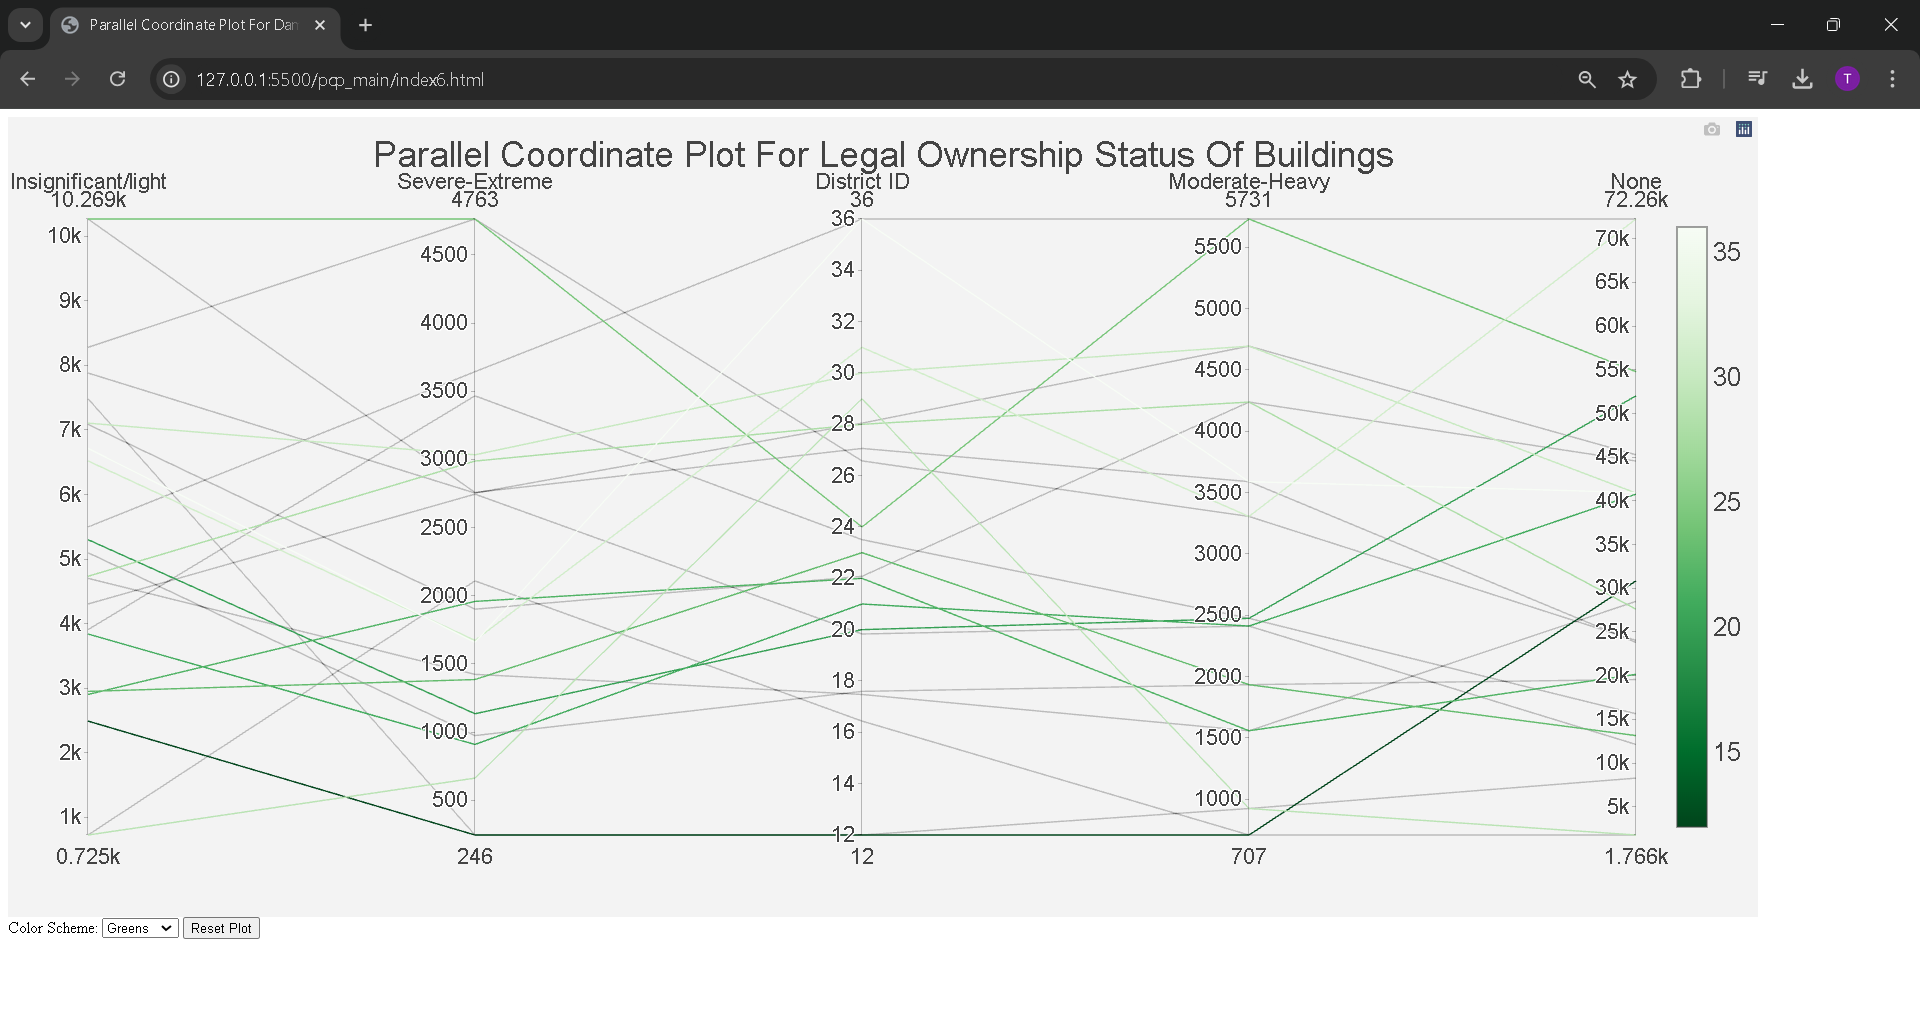 Parallel Coordinate Plot For Dan
127.0.0.1:5500/pqp_main/index6.html
T
Parallel Coordinate Plot For Legal Ownership Status Of Buildings
Insignificant/light Severe-Extreme District ID Moderate-Heavy None
10.269k 4763 36 5731 72.26k
10k
9k
8k
7k
6k
5k
4k
3k
2k
1k
0.725k
4500
4000
3500
3000
2500
2000
1500
1000
500
246
36
34
32
30
28
26
24
22
20
18
16
14
12
12
5500
5000
4500
4000
3500
3000
2500
2000
1500
1000
707
70k
65k
60k
55k
50k
45k
40k
35k
30k
25k
20k
15k
10k
5k
1.766k
35
30
25
20
15
Color Scheme: Greens Reset Plot